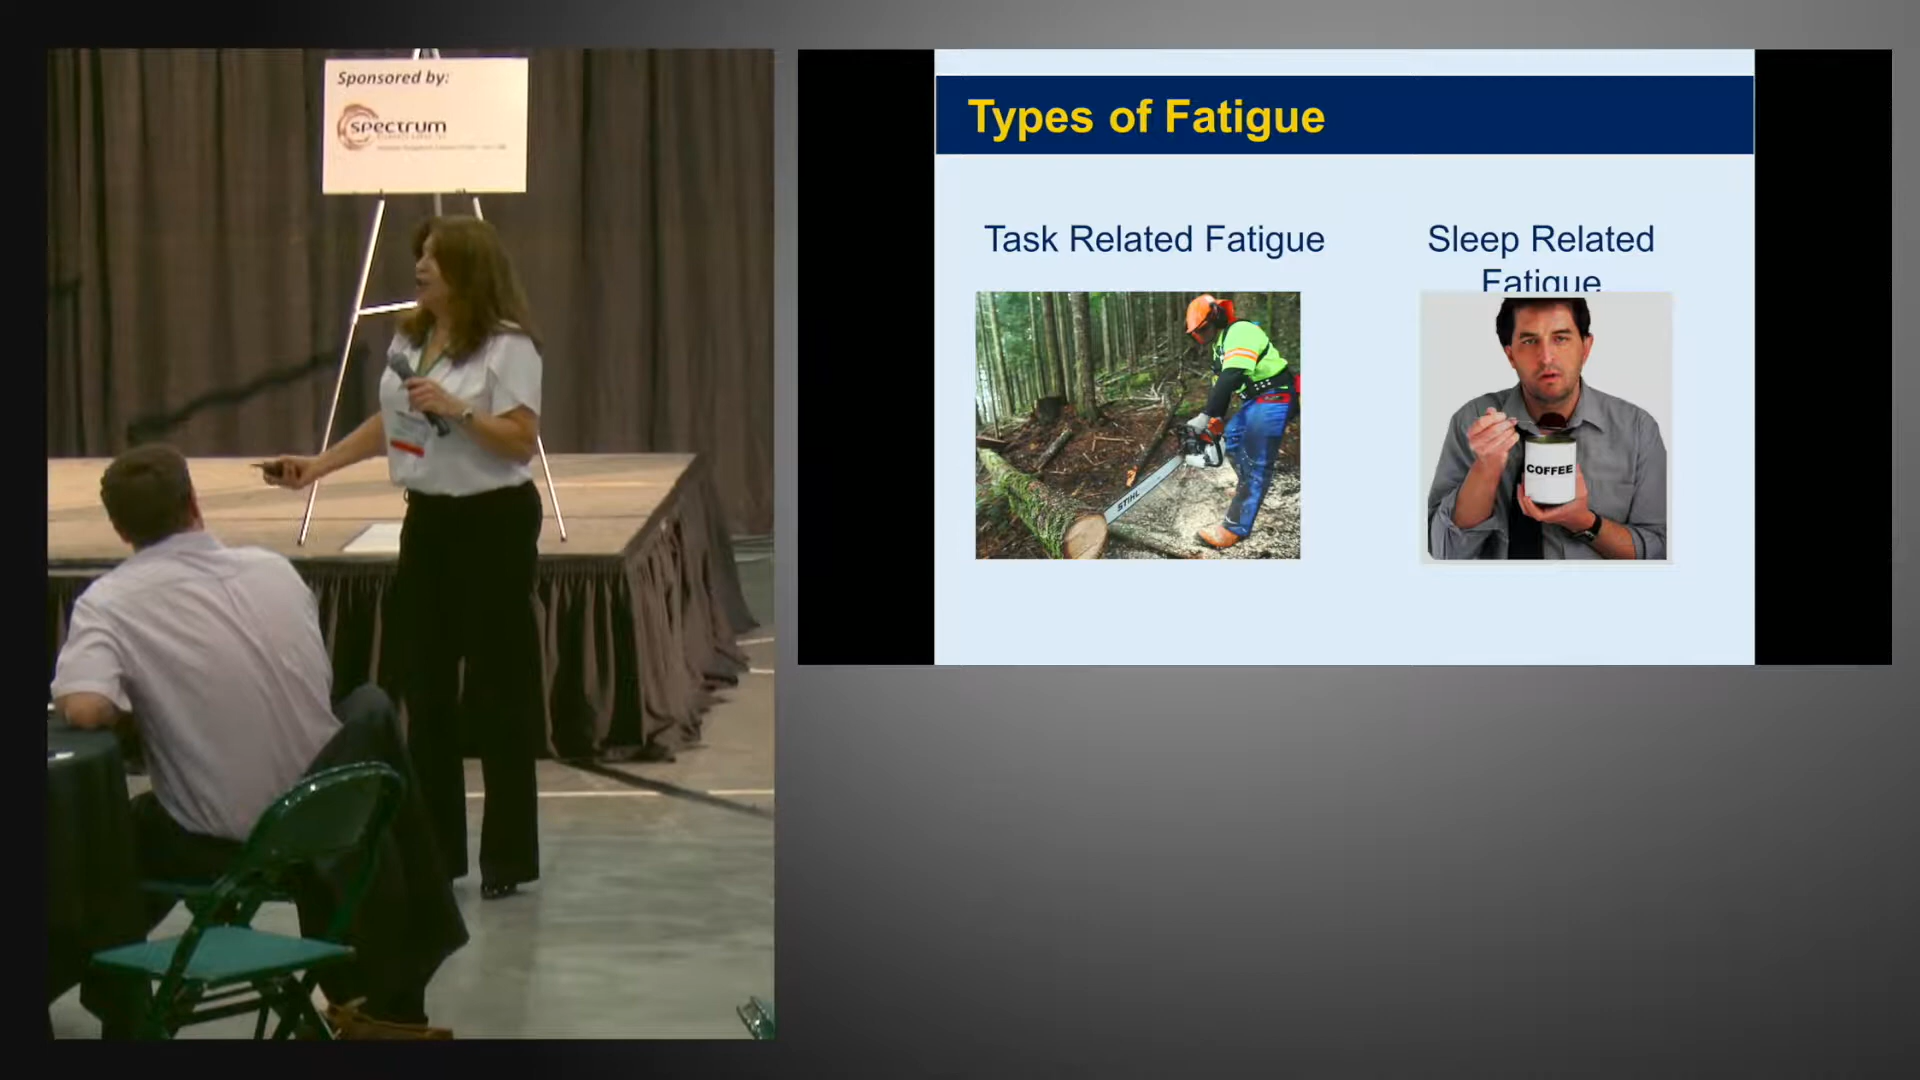 Sponsored by:
spectrum
Types of Fatigue
Task Related Fatigue
Sleep Related
Fatigue
STIHL
COFFEE